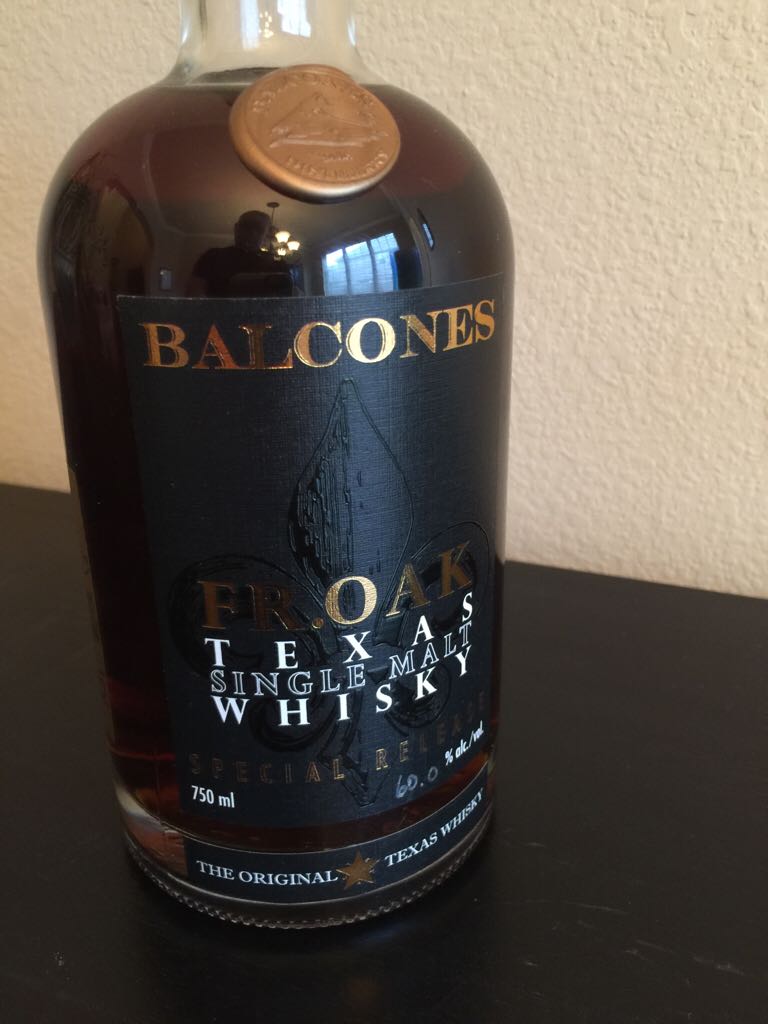 BALCONES
FR.OAK
TEXAS
SINGLE MALT
WHISKY
SPECIAL RELEASE
60.0 % alc./vol.
750 ml
THE ORIGINAL TEXAS WHISKY